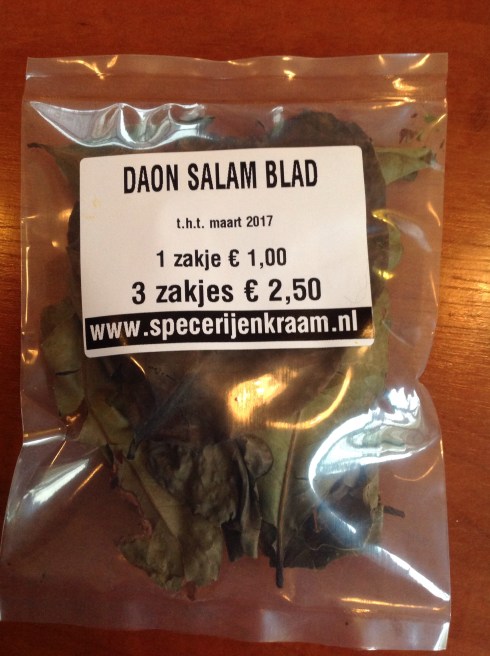 DAON SALAM BLAD
t.h.t. maart 2017
1 zakje € 1,00
3 zakjes € 2,50
www.specerijenkraam.nl